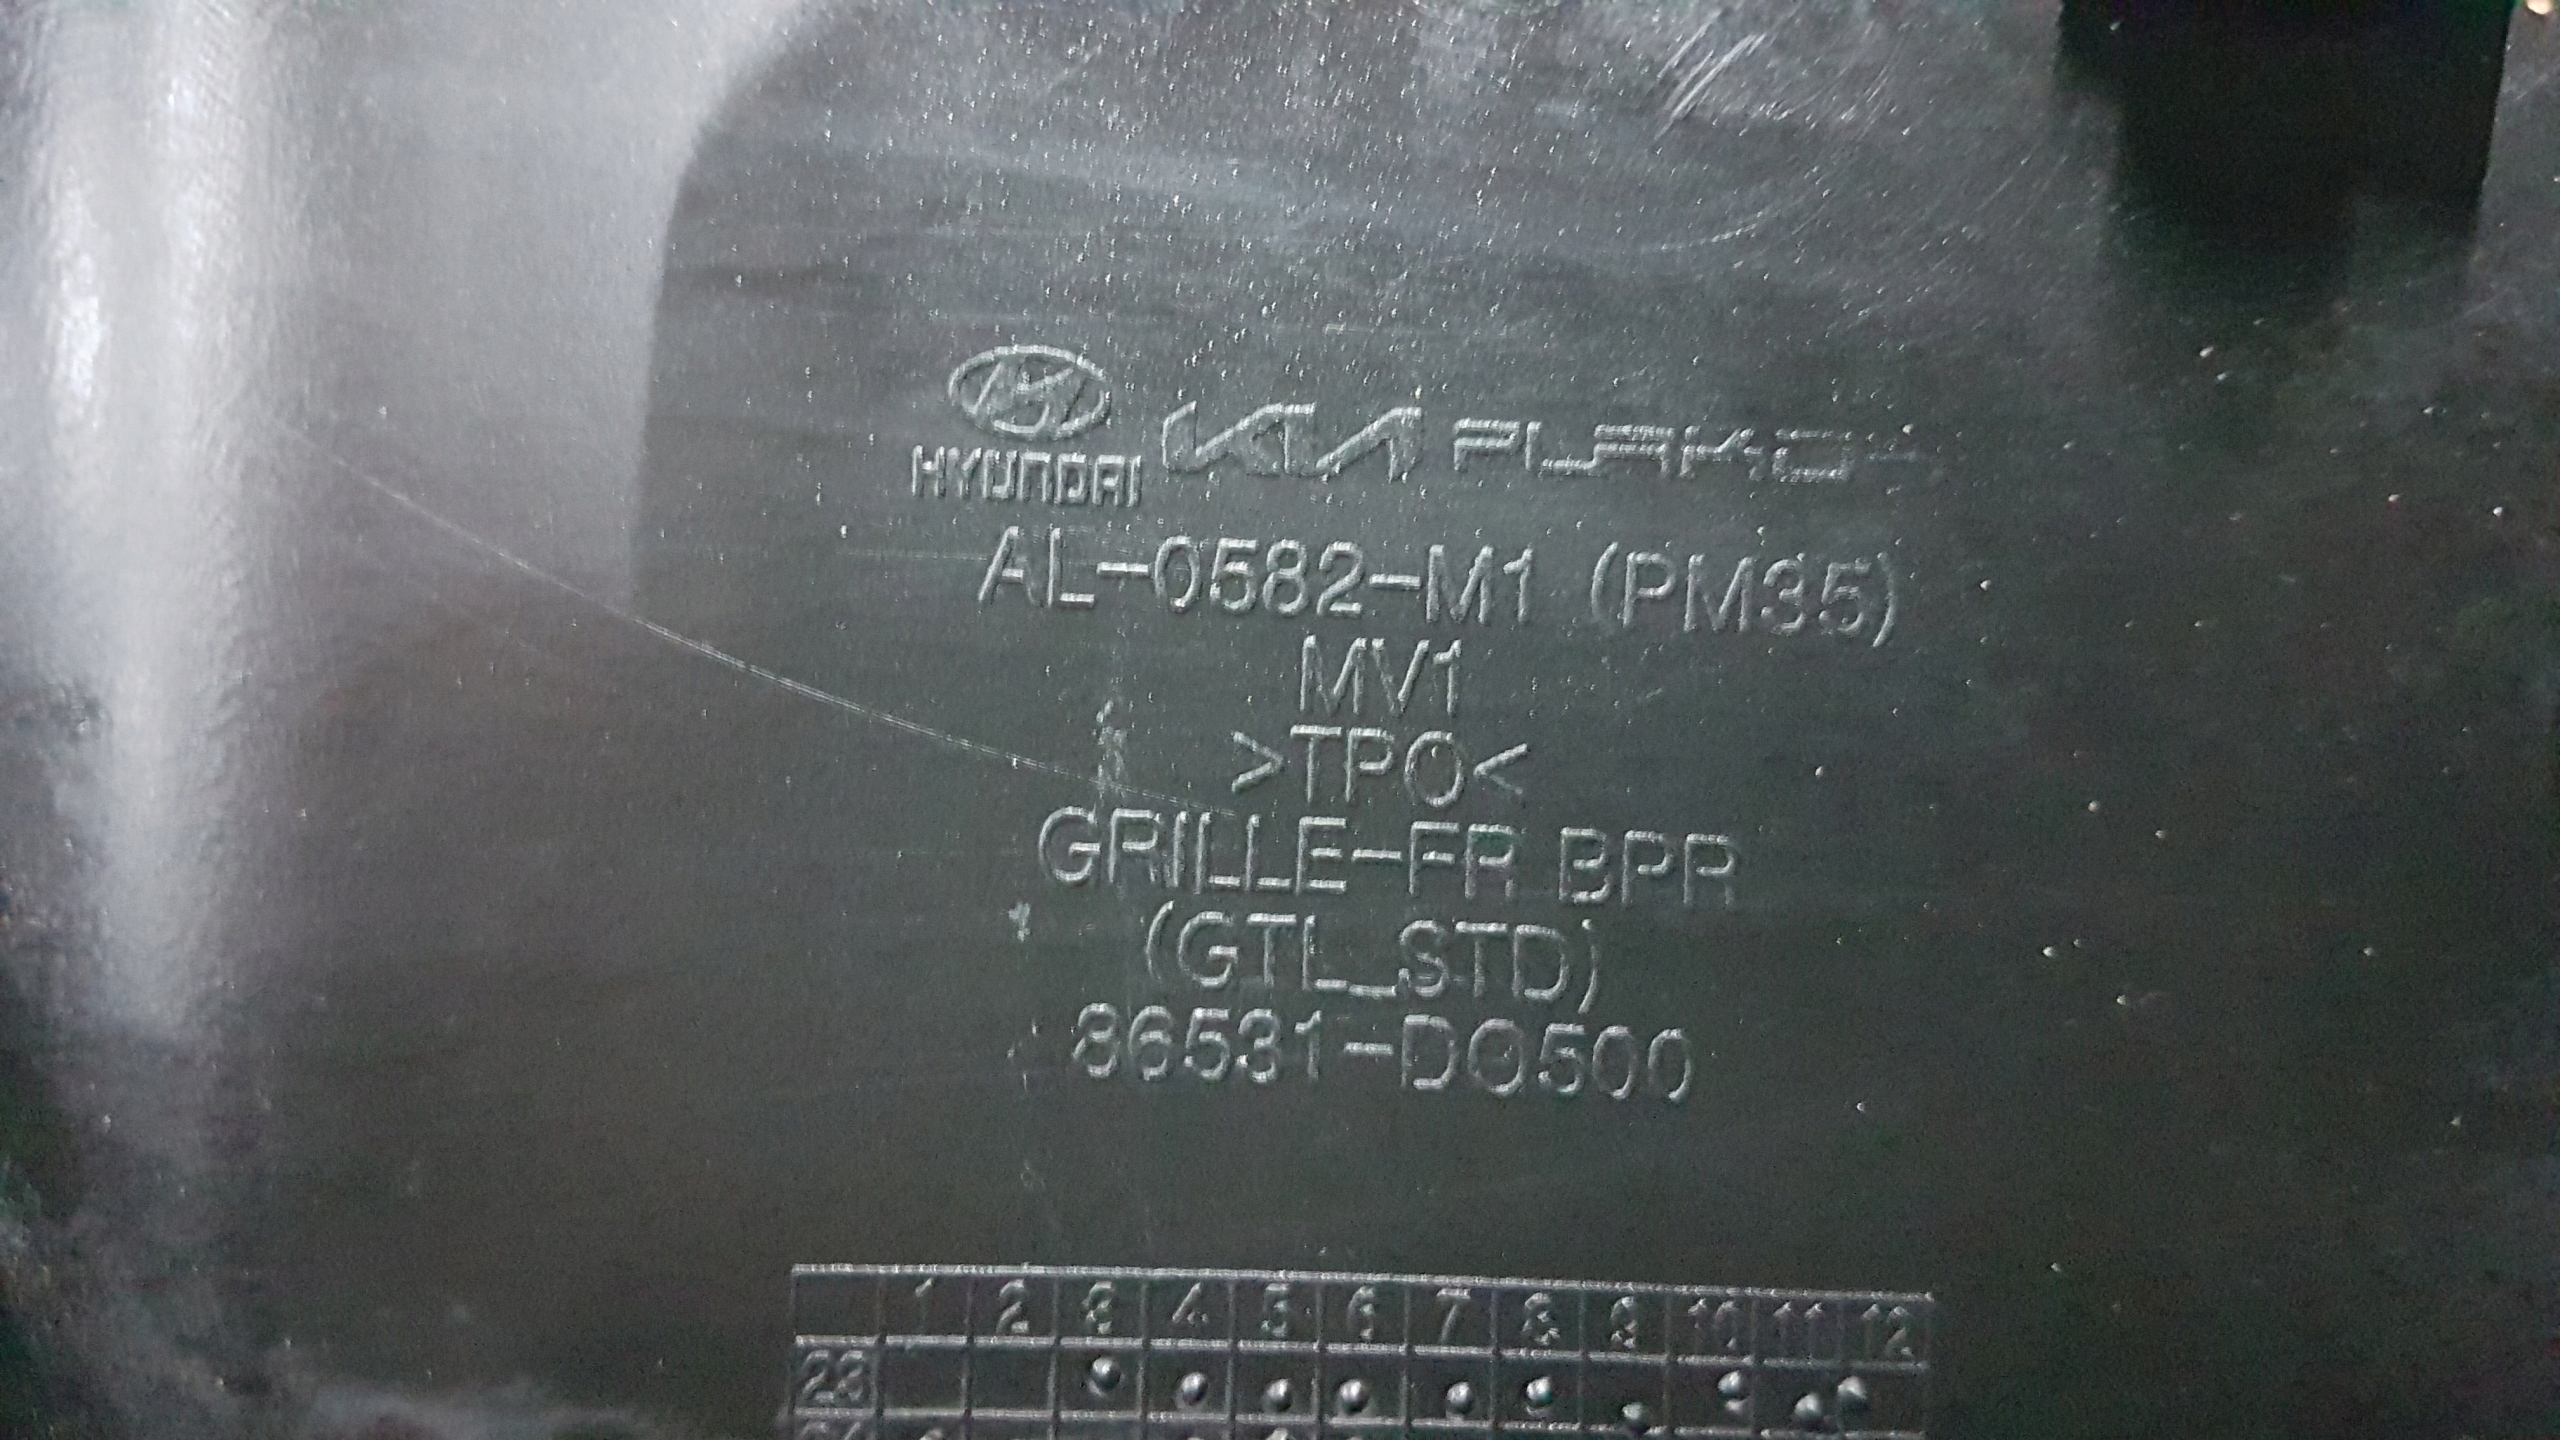 HYUNDAI KIA PLAKOR
AL-0582-M1 (PM35)
MV1
>TPO<
GRILLE-FR BPR
(GTL_STD)
86531-DO500
1 2 3 4 5 6 7 8 9 10 11 12
23